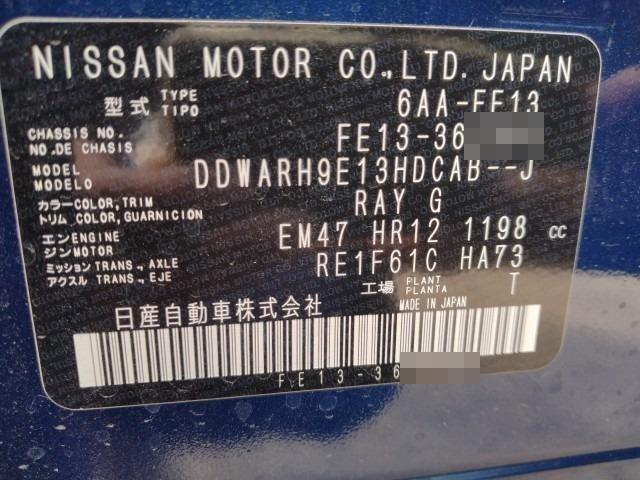 NISSAN MOTOR CO.,LTD. JAPAN
型式 TYPE TIPO 6AA-FE13
CHASSIS NO. NO.DE CHASIS FE13-36
MODEL MODELO DDWARH9E13HDCAB--J
カラー COLOR, TRIM トリム COLOR, GUARNICION RAY G
エンジン ENGINE MOTOR EM47 HR12 1198 cc
ミッション TRANS., AXLE アクスル TRANS., EJE RE1F61C HA73
工場 PLANT PLANTA T
日産自動車株式会社 MADE IN JAPAN
FE13-36